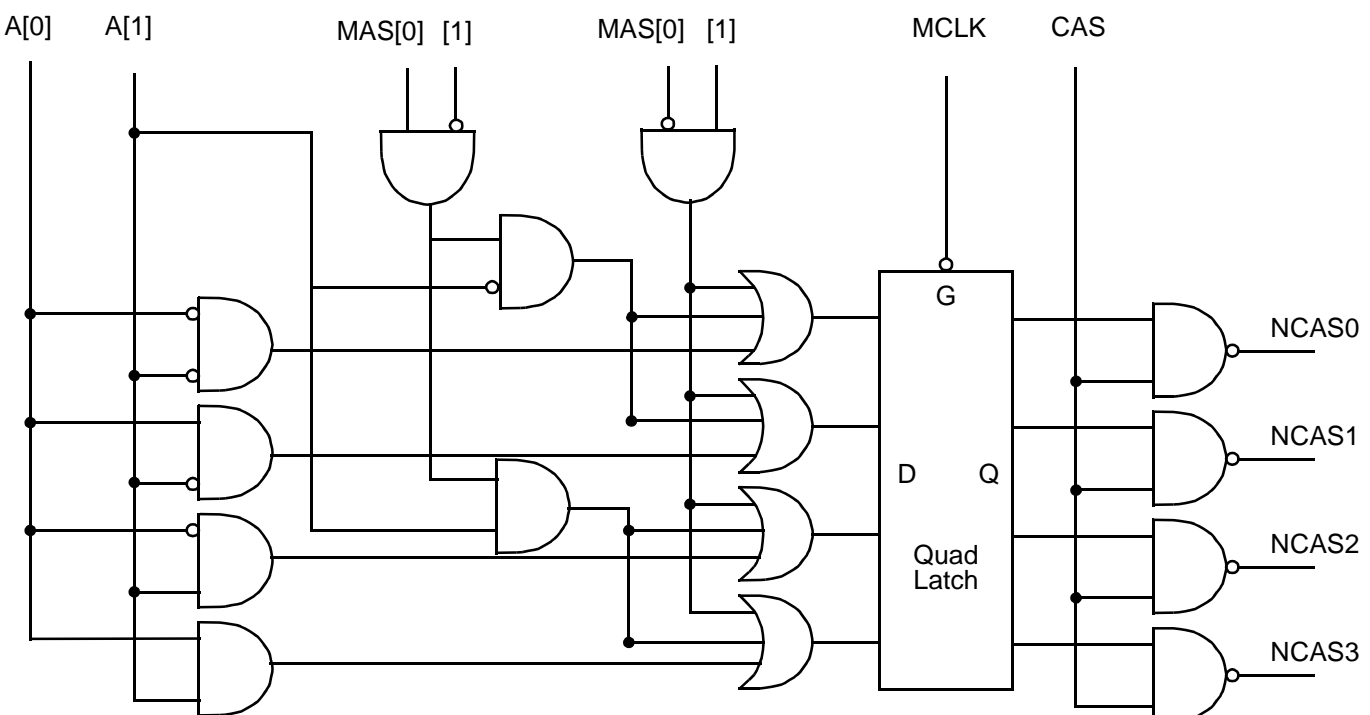 A[0] A[1] MAS[0] [1] MAS[0] [1] MCLK CAS
G
NCAS0
NCAS1
D Q
NCAS2
Quad
Latch
NCAS3